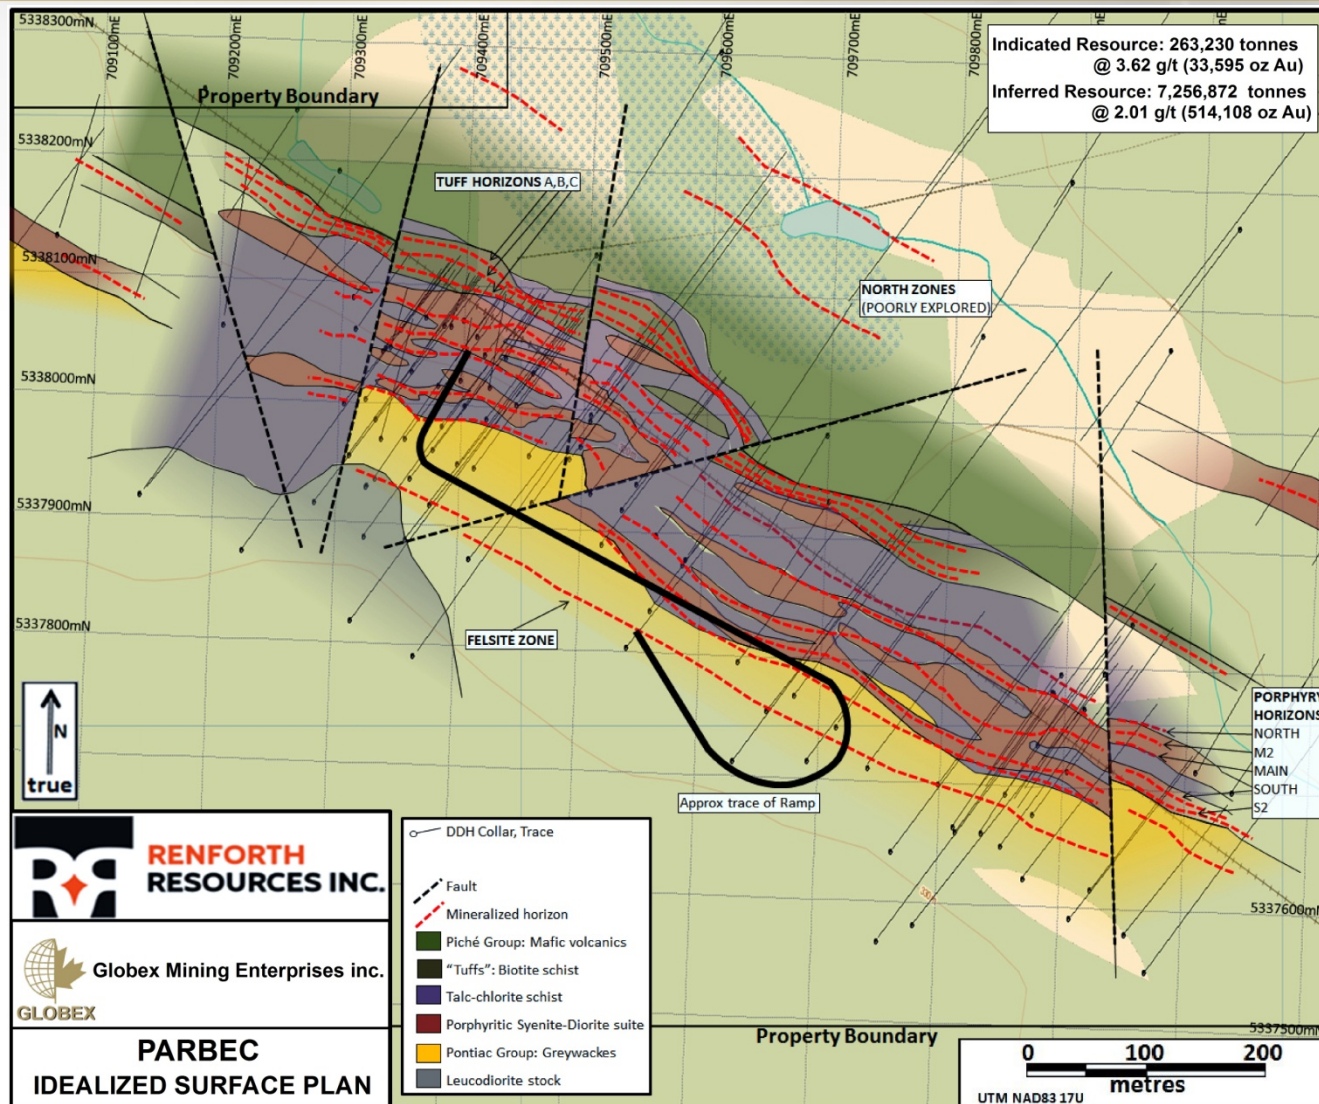 5338300mN
709100mE
709200mE
709300mE
709400mE
709500mE
709600mE
709700mE
709800mE
mE
mE
Indicated Resource: 263,230 tonnes
@ 3.62 g/t (33,595 oz Au)
Inferred Resource: 7,256,872 tonnes
@ 2.01 g/t (514,108 oz Au)
Property Boundary
5338200mN
TUFF HORIZONS A,B,C
5338100mN
NORTH ZONES
(POORLY EXPLORED)
5338000mN
5337900mN
5337800mN
FELSITE ZONE
N
true
Approx trace of Ramp
PORPHYRY
HORIZONS
NORTH
M2
MAIN
SOUTH
S2
RENFORTH
RESOURCES INC.
GLOBEX
Globex Mining Enterprises inc.
PARBEC
IDEALIZED SURFACE PLAN
DDH Collar, Trace
Fault
Mineralized horizon
Piché Group: Mafic volcanics
“Tuffs”: Biotite schist
Talc-chlorite schist
Porphyritic Syenite-Diorite suite
Pontiac Group: Greywackes
Leucodiorite stock
5337600mN
5337500mN
Property Boundary
0 100 200
metres
UTM NAD83 17U